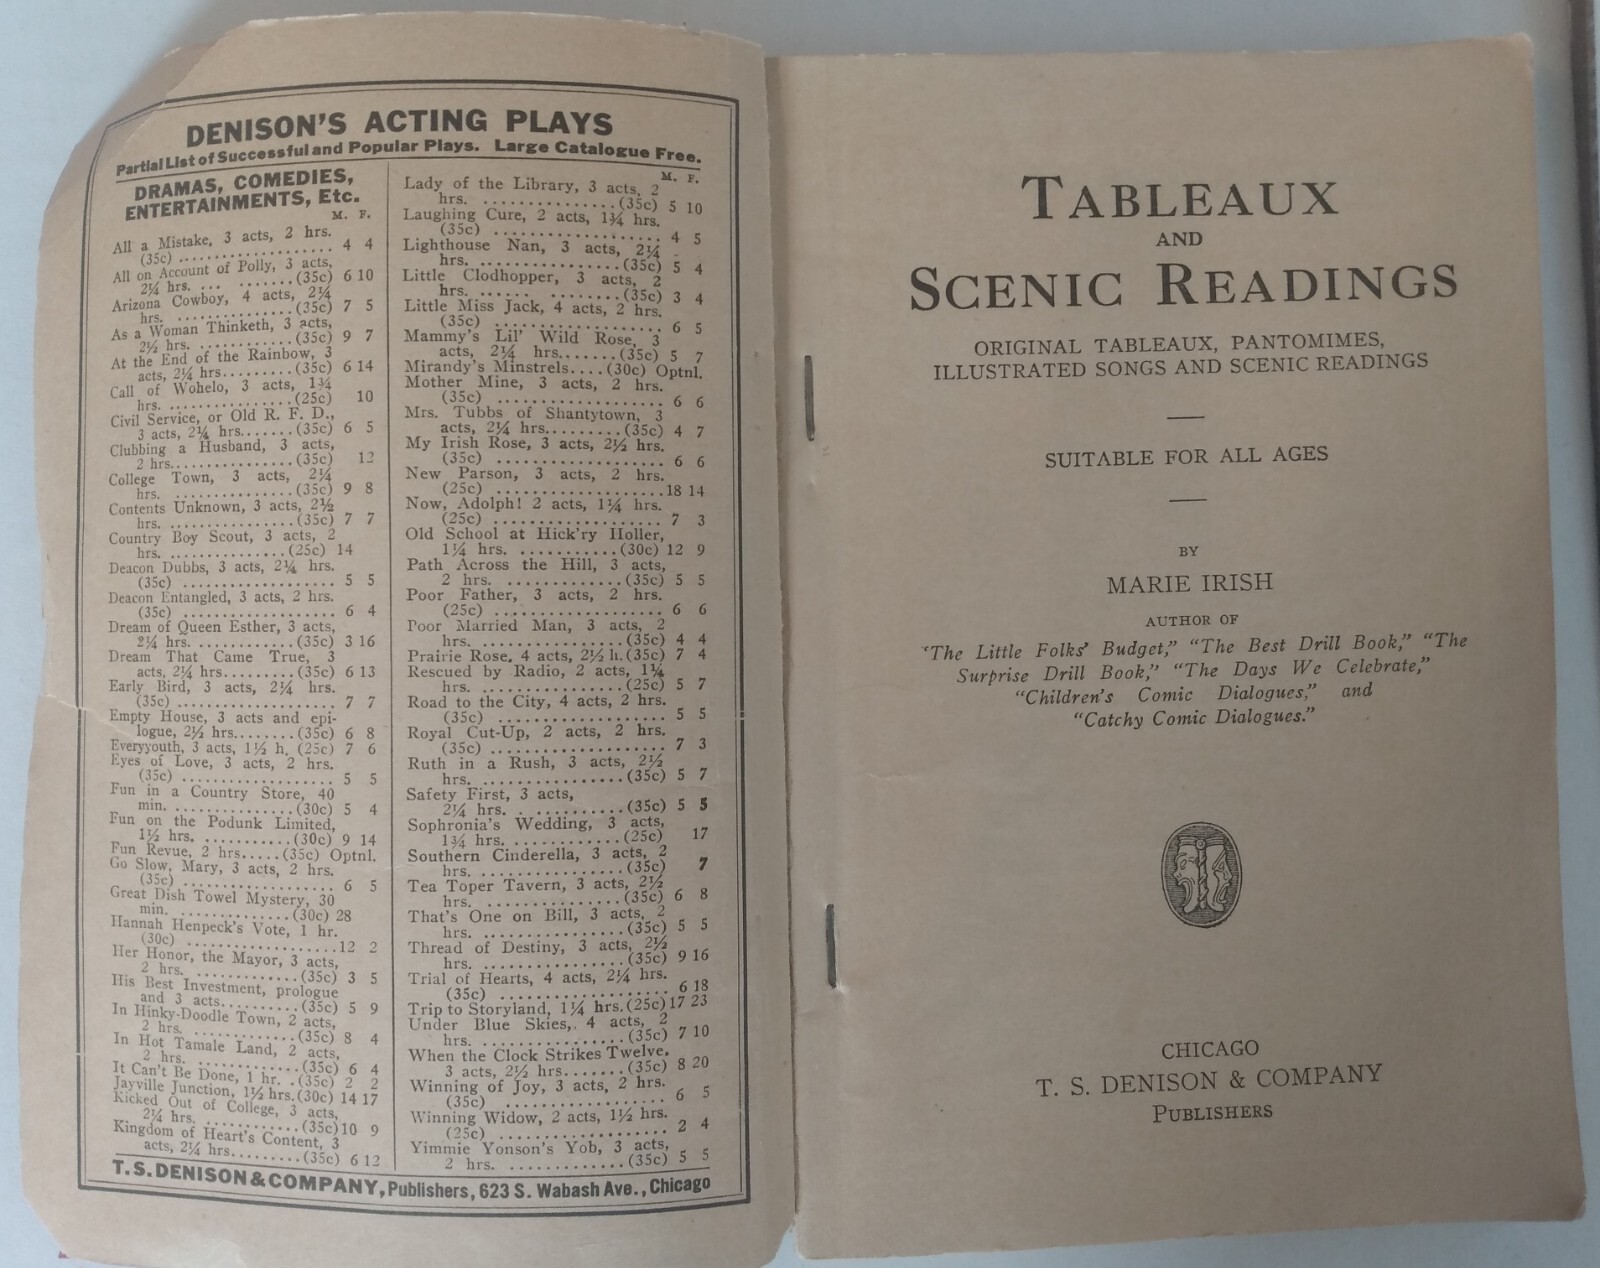 DENISON'S ACTING PLAYS
Partial List of Successful and Popular Plays. Large Catalogue Free.
DRAMAS, COMEDIES,
ENTERTAINMENTS, Etc.
M. F.
All a Mistake, 3 acts, 2 hrs.
(35c) .................... 4 4
All on Account of Polly, 3 acts,
2¼ hrs. ... .......(35c) 6 10
Arizona Cowboy, 4 acts, 2¼
hrs. ................(35c) 7 5
As a Woman Thinketh, 3 acts,
2½ hrs. .............(35c) 9 7
At the End of the Rainbow, 3
acts, 2¼ hrs.........(35c) 6 14
Call of Wohelo, 3 acts, 1¾
hrs. ................(25c) 10
Civil Service, or Old R. F. D.,
3 acts, 2¼ hrs.......(35c) 6 5
Clubbing a Husband, 3 acts,
2 hrs................(35c) 12
College Town, 3 acts, 2¼
hrs. ................(35c) 9 8
Contents Unknown, 3 acts, 2½
hrs. ................(35c) 7 7
Country Boy Scout, 3 acts, 2
hrs. ...............(25c) 14
Deacon Dubbs, 3 acts, 2¼ hrs.
(35c) .................... 5 5
Deacon Entangled, 3 acts, 2 hrs.
(35c) .................... 6 4
Dream of Queen Esther, 3 acts,
2¼ hrs. .............(35c) 3 16
Dream That Came True, 3
acts, 2¼ hrs.........(35c) 6 13
Early Bird, 3 acts, 2¼ hrs.
(35c) .................... 7 7
Empty House, 3 acts and epi-
logue, 2½ hrs........(35c) 6 8
Everyyouth, 3 acts, 1½ h. (25c) 7 6
Eyes of Love, 3 acts, 2 hrs.
(35c) .................... 5 5
Fun in a Country Store, 40
min. ................(30c) 5 4
Fun on the Podunk Limited,
1½ hrs. ............(30c) 9 14
Fun Revue, 2 hrs.....(35c) Optnl.
Go Slow, Mary, 3 acts, 2 hrs.
(35c) .................... 6 5
Great Dish Towel Mystery, 30
min. ...............(30c) 28
Hannah Henpeck's Vote, 1 hr.
(30c) ....................12 2
Her Honor, the Mayor, 3 acts,
2 hrs. ..............(35c) 3 5
His Best Investment, prologue
and 3 acts..........(35c) 5 9
In Hinky-Doodle Town, 2 acts,
2 hrs. ..............(35c) 8 4
In Hot Tamale Land, 2 acts,
2 hrs. ..............(35c) 6 4
It Can't Be Done, 1 hr. .(35c) 2 2
Jayville Junction, 1½ hrs.(30c) 14 17
Kicked Out of College, 3 acts,
2¼ hrs. .............(35c) 10 9
Kingdom of Heart's Content, 3
acts, 2¼ hrs.........(35c) 6 12
M. F.
Lady of the Library, 3 acts, 2
hrs. ................(35c) 5 10
Laughing Cure, 2 acts, 1¾ hrs.
(35c) .................... 4 5
Lighthouse Nan, 3 acts, 2¼
hrs. ................(35c) 5 4
Little Clodhopper, 3 acts, 2
hrs. ...... ........(35c) 3 4
Little Miss Jack, 4 acts, 2 hrs.
(35c) .................... 6 5
Mammy's Lil' Wild Rose, 3
acts, 2¼ hrs.......(35c) 5 7
Mirandy's Minstrels....(30c) Optnl.
Mother Mine, 3 acts, 2 hrs.
(35c) .................... 6 6
Mrs. Tubbs of Shantytown, 3
acts, 2¼ hrs.........(35c) 4 7
My Irish Rose, 3 acts, 2½ hrs.
(35c) .................... 6 6
New Parson, 3 acts, 2 hrs.
(25c) ....................18 14
Now, Adolph! 2 acts, 1¼ hrs.
(25c) .................... 7 3
Old School at Hick'ry Holler,
1¼ hrs. ...........(30c) 12 9
Path Across the Hill, 3 acts,
2 hrs. .............(35c) 5 5
Poor Father, 3 acts, 2 hrs.
(25c) .................... 6 6
Poor Married Man, 3 acts, 2
hrs. ................(35c) 4 4
Prairie Rose, 4 acts, 2½ h.(35c) 7 4
Rescued by Radio, 2 acts, 1¼
hrs. ................(25c) 5 7
Road to the City, 4 acts, 2 hrs.
(35c) .................... 5 5
Royal Cut-Up, 2 acts, 2 hrs.
(35c) .................... 7 3
Ruth in a Rush, 3 acts, 2½
hrs. ................(35c) 5 7
Safety First, 3 acts,
2¼ hrs. ............(35c) 5 5
Sophronia's Wedding, 3 acts,
1¾ hrs. ............(25c) 17
Southern Cinderella, 3 acts, 2
hrs. ................(35c) 7
Tea Toper Tavern, 3 acts, 2½
hrs. ................(35c) 6 8
That's One on Bill, 3 acts, 2
hrs. ................(35c) 5 5
Thread of Destiny, 3 acts, 2½
hrs. ................(35c) 9 16
Trial of Hearts, 4 acts, 2¼ hrs.
(35c) .................... 6 18
Trip to Storyland, 1¼ hrs.(25c) 17 23
Under Blue Skies, 4 acts, 2
hrs. ................(35c) 7 10
When the Clock Strikes Twelve,
3 acts, 2½ hrs.......(35c) 8 20
Winning of Joy, 3 acts, 2 hrs.
(35c) .................... 6 5
Winning Widow, 2 acts, 1½ hrs.
(25c) .................... 2 4
Yimmie Yonson's Yob, 3 acts,
2 hrs. .............(35c) 5 5
T. S. DENISON & COMPANY, Publishers, 623 S. Wabash Ave., Chicago
TABLEAUX
AND
SCENIC READINGS
ORIGINAL TABLEAUX, PANTOMIMES,
ILLUSTRATED SONGS AND SCENIC READINGS
SUITABLE FOR ALL AGES
BY
MARIE IRISH
AUTHOR OF
"The Little Folks' Budget," "The Best Drill Book," "The
Surprise Drill Book," "The Days We Celebrate,"
"Children's Comic Dialogues," and
"Catchy Comic Dialogues."
CHICAGO
T. S. DENISON & COMPANY
PUBLISHERS